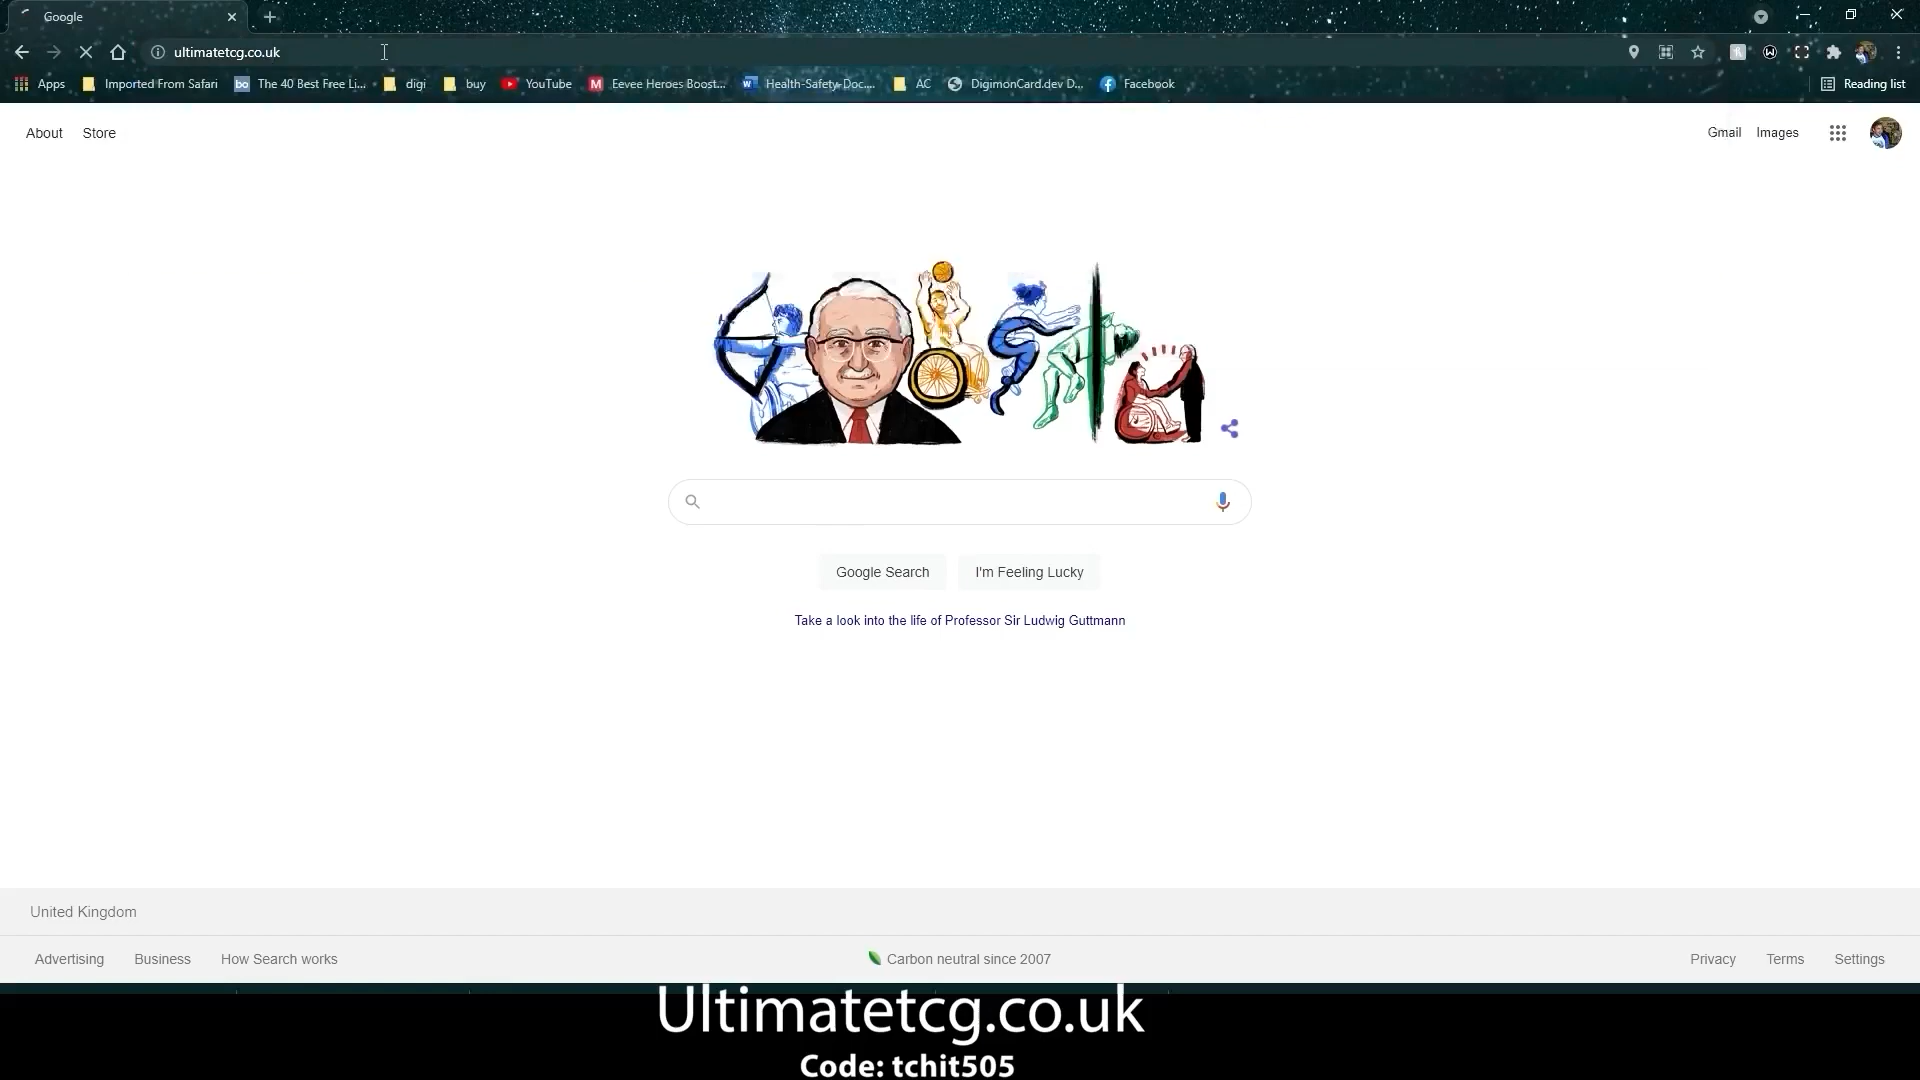 Google
ultimatetcg.co.uk
Apps Imported From Safari The 40 Best Free Li... digi buy YouTube Eevee Heroes Boost... Health-Safety-Doc.... AC DigimonCard.dev D... Facebook Reading list
About Store Gmail Images
Google Search I'm Feeling Lucky
Take a look into the life of Professor Sir Ludwig Guttmann
United Kingdom
Advertising Business How Search works Carbon neutral since 2007 Privacy Terms Settings
Ultimatetcg.co.uk
Code: tchit505